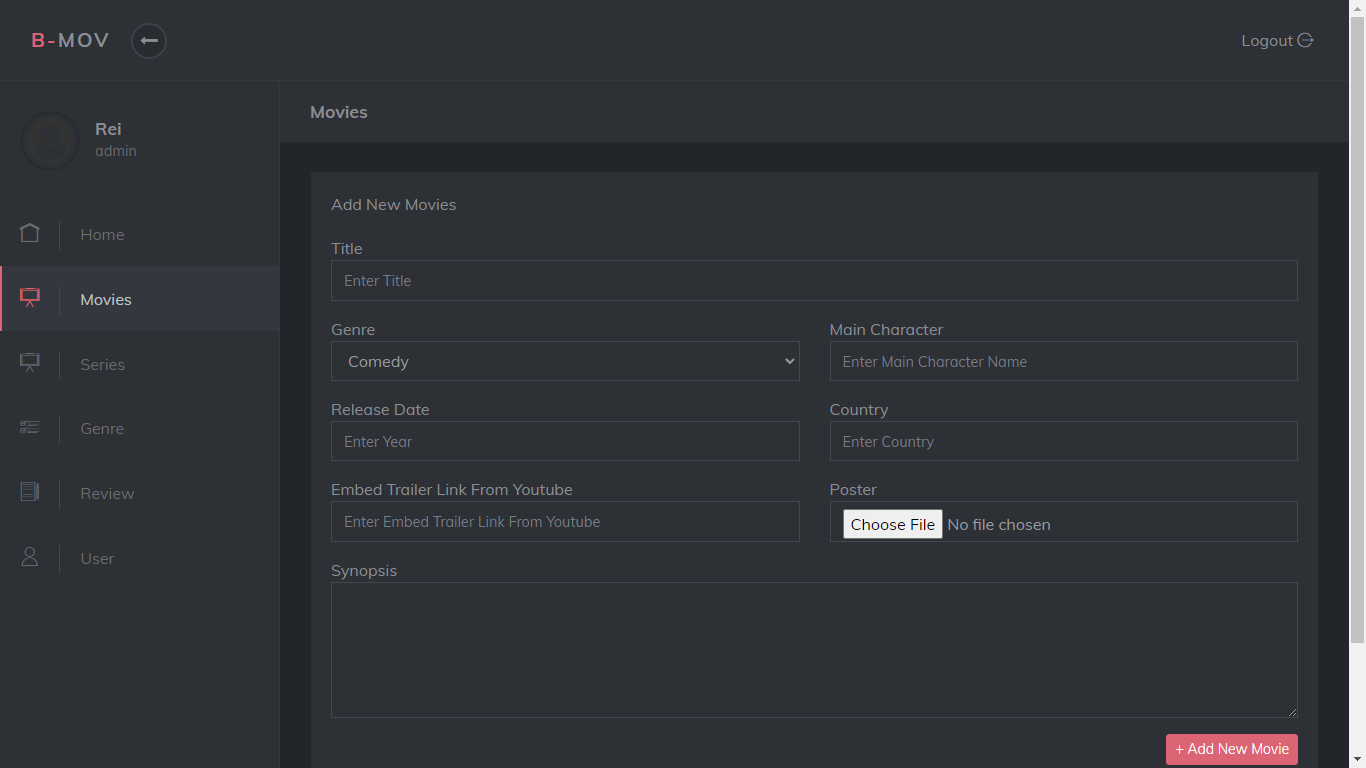 B-MOV
Logout
Rei
admin
Home
Movies
Series
Genre
Review
User
Movies
Add New Movies
Title
Enter Title
Genre
Main Character
Comedy
Enter Main Character Name
Release Date
Country
Enter Year
Enter Country
Embed Trailer Link From Youtube
Poster
Enter Embed Trailer Link From Youtube
Choose File No file chosen
Synopsis
+ Add New Movie